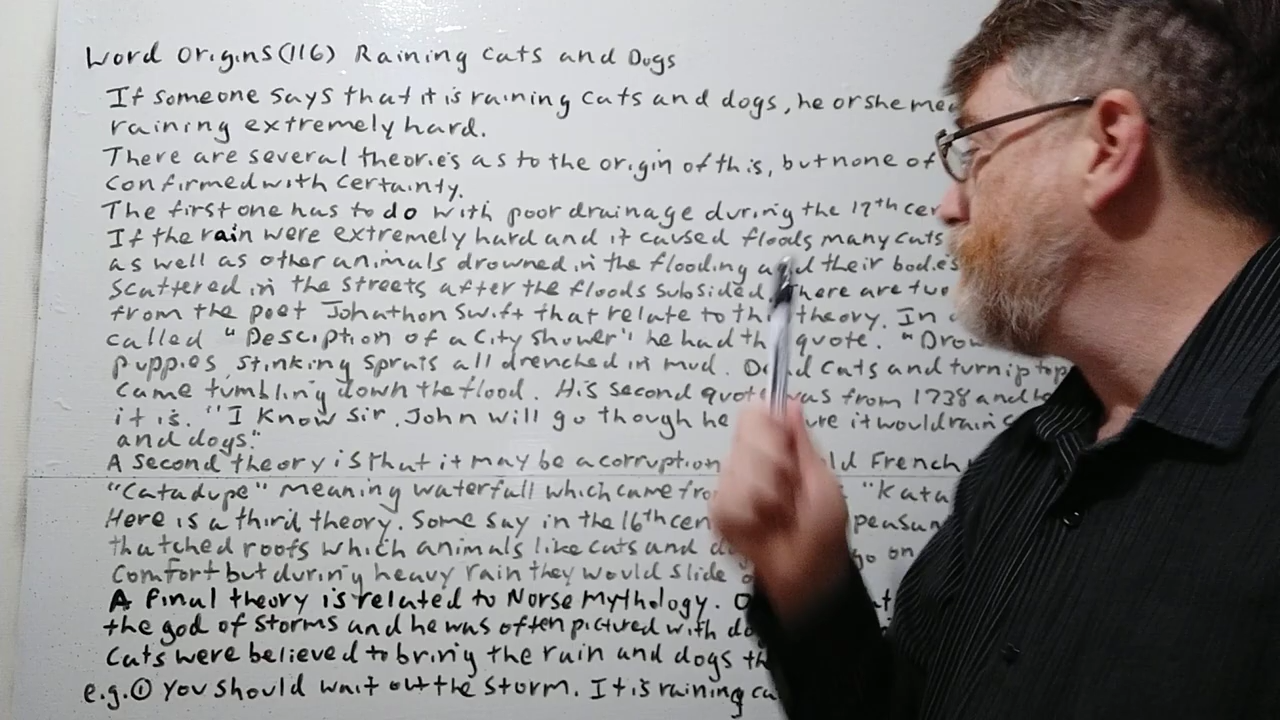 Word Origins (116) Raining Cats and Dogs
If someone says that it is raining cats and dogs, he or she
raining extremely hard.
There are several theories as to the origin of this, but none of
confirmed with certainty.
The first one has to do with poor drainage during the 17th
If the rain were extremely hard and it caused floods many cats
as well as other animals drowned in the flooding and their bodies
scattered in the streets after the floods subsided. There are two
from the poet Johnathon Swift that relate to this theory. In
called "Desciption of a City Shower" he had the quote. "
puppies, stinking sprats all drenched in mud. Dead cats and turnip tops
came tumbling down the flood. His second quote was from 1738 and
it is. "I know Sir John will go though he sure it would rain
and dogs."
A second theory is that it may be a corruption old French
"Catadupe" meaning waterfall which came from "Kata
Here is a third theory. Some say in the 16th
thatched roofs which animals like cats and go on
comfort but during heavy rain they would slide
A final theory is related to Norse Mythology.
the god of storms and he was often pictured with
Cats were believed to bring the rain and dogs
e.g. ① You should wait out the storm. It is raining